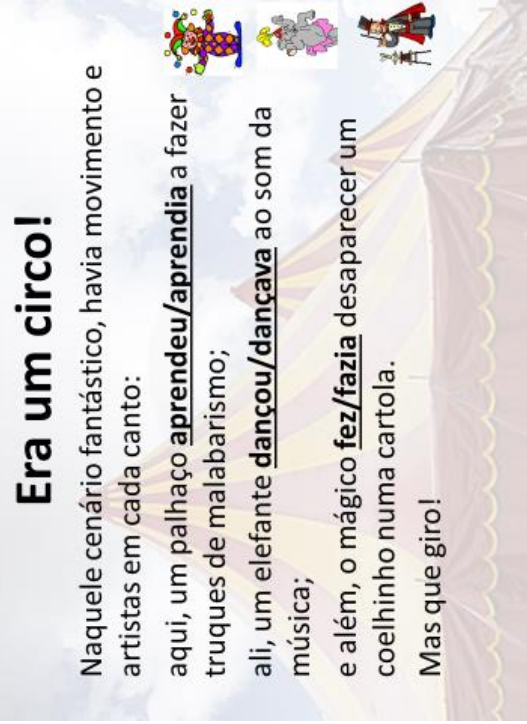 Era um circo!
Naquele cenário fantástico, havia movimento e
artistas em cada canto:
aqui, um palhaço aprendeu/aprendia a fazer
truques de malabarismo;
ali, um elefante dançou/dançava ao som da
música;
e além, o mágico fez/fazia desaparecer um
coelhinho numa cartola.
Mas que giro!